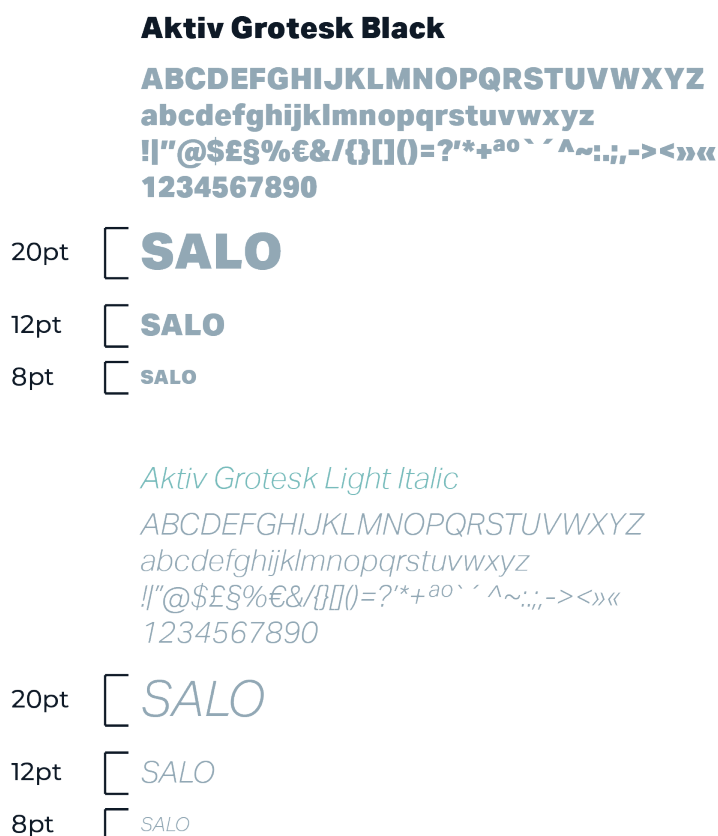 Aktiv Grotesk Black
ABCDEFGHIJKLMNOPQRSTUVWXYZ
abcdefghijklmnopqrstuvwxyz
!|"@$£§%€&/{}[]()=?'*+ªº`´^~:.;,-><»«
1234567890
20pt SALO
12pt SALO
8pt SALO
Aktiv Grotesk Light Italic
ABCDEFGHIJKLMNOPQRSTUVWXYZ
abcdefghijklmnopqrstuvwxyz
!|"@$£§%€&/{}[]()=?'*+ªº`´^~:.;,-><»«
1234567890
20pt SALO
12pt SALO
8pt SALO